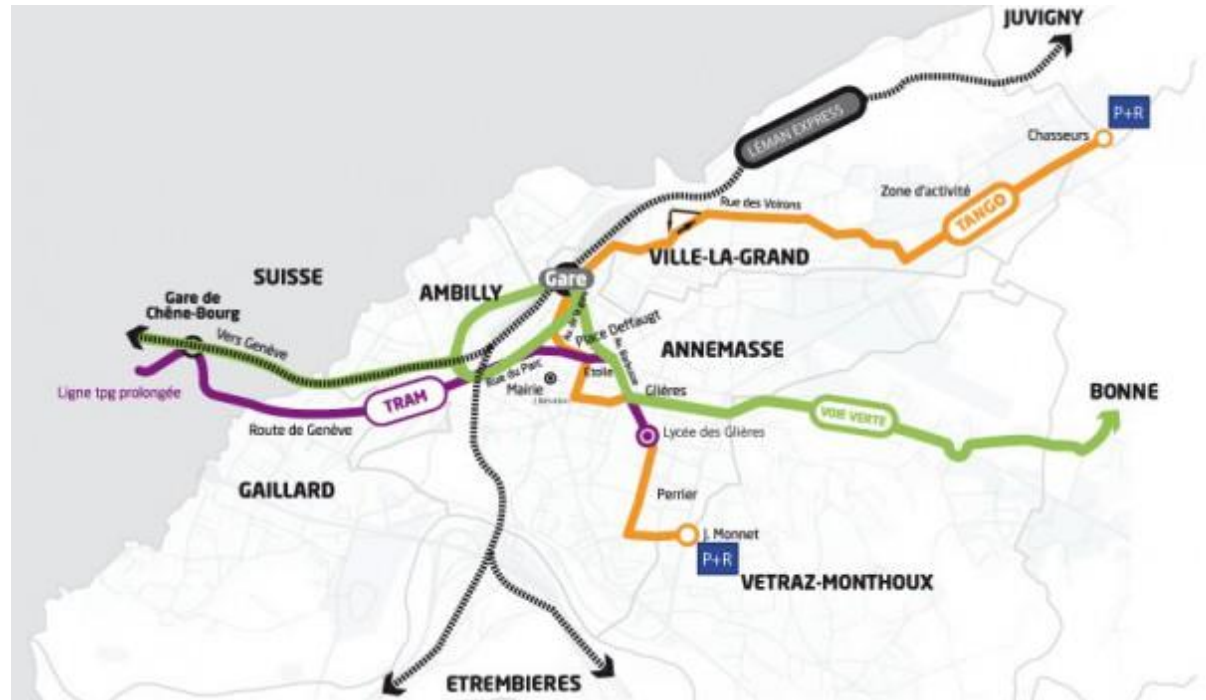 JUVIGNY
P+R
LÉMAN EXPRESS
Chasseurs
Zone d'activité
TANGO
Rue des Voirons
VILLE-LA-GRAND
SUISSE
Gare
AMBILLY
Gare de
Chêne-Bourg
Vers Genève
Place Deffaugt
ANNEMASSE
Etoile
Rue du Parc
Mairie
Glières
BONNE
Ligne tpg prolongée
TRAM
VOIE VERTE
Route de Genève
Lycée des Glières
GAILLARD
Perrier
J. Monnet
P+R
VETRAZ-MONTHOUX
ETREMBIERES